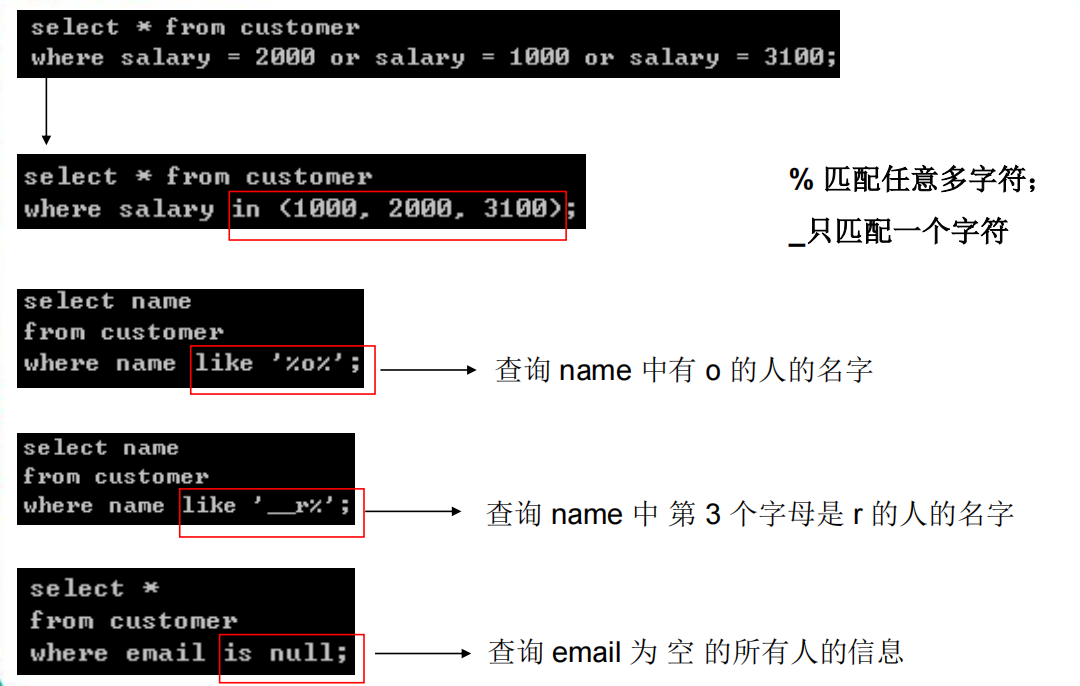 select * from customer
where salary = 2000 or salary = 1000 or salary = 3100;
select * from customer
where salary in (1000, 2000, 3100);
% 匹配任意多字符；
_只匹配一个字符
select name
from customer
where name like '%o%';
查询 name 中有 o 的人的名字
select name
from customer
where name like '__r%';
查询 name 中 第 3 个字母是 r 的人的名字
select *
from customer
where email is null;
查询 email 为 空 的所有人的信息